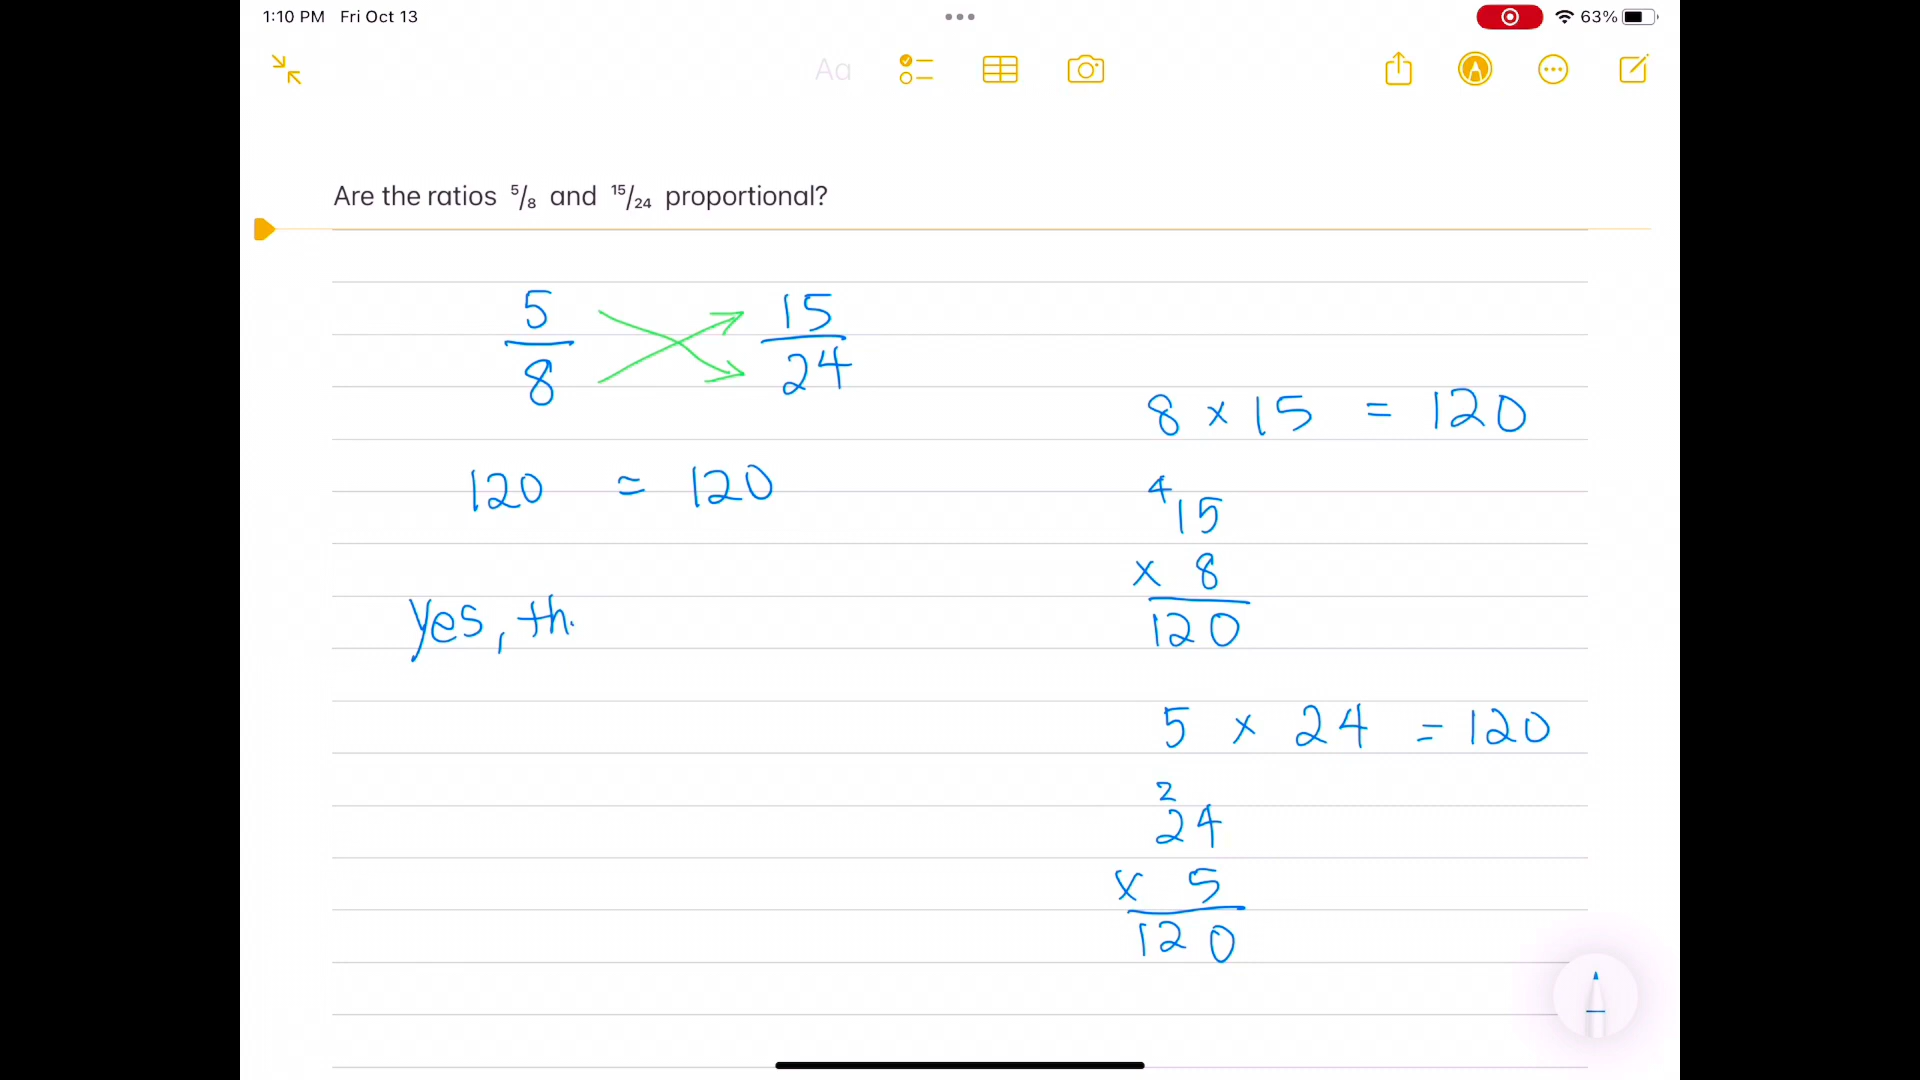 1:10 PM Fri Oct 13
63%
Aa
Are the ratios 5/8 and 15/24 proportional?
5/8 15/24
120 = 120
Yes, th
8 × 15 = 120
4
15
× 8
120
5 × 24 = 120
2
24
× 5
120